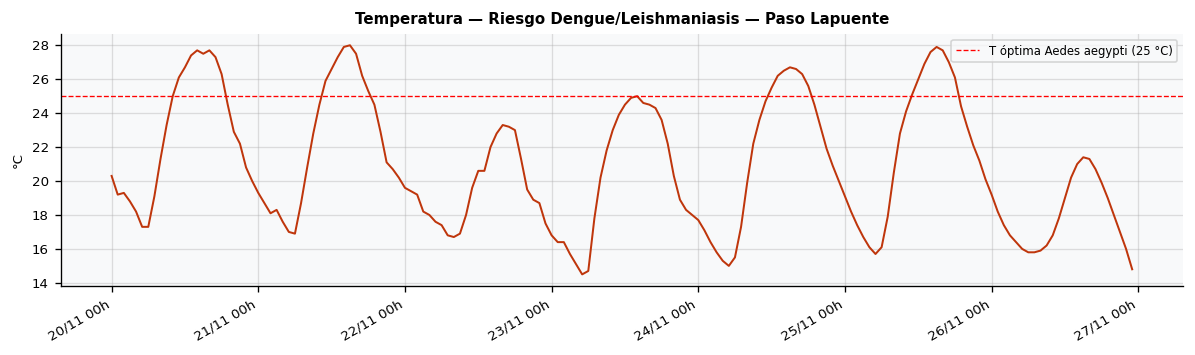 Temperatura — Riesgo Dengue/Leishmaniasis — Paso Lapuente
T óptima Aedes aegypti (25 °C)
°C
28
26
24
22
20
18
16
14
20/11 00h
21/11 00h
22/11 00h
23/11 00h
24/11 00h
25/11 00h
26/11 00h
27/11 00h